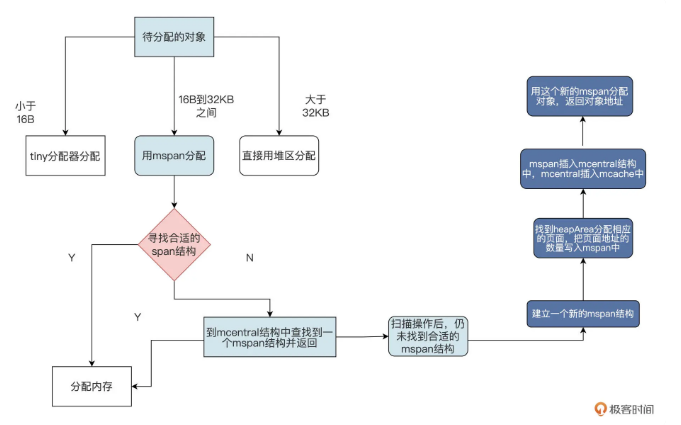 待分配的对象
小于
16B
16B到32KB
之间
大于
32KB
tiny分配器分配
用mspan分配
直接用堆区分配
寻找合适的
span结构
Y
N
Y
到mcentral结构中查找到一
个mspan结构并返回
扫描操作后，仍
未找到合适的
mspan结构
分配内存
用这个新的mspan分配
对象，返回对象地址
mspan插入mcentral结构
中，mcentral插入mcache中
找到heapArea分配相应
的页面，把页面地址的
数量写入mspan中
建立一个新的mspan结构
极客时间